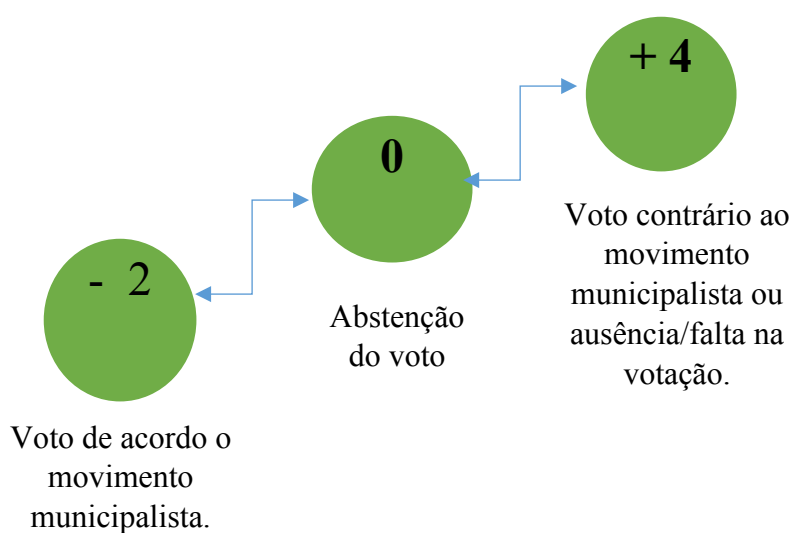 + 4
Voto contrário ao
movimento
municipalista ou
ausência/falta na
votação.
0
Abstenção
do voto
- 2
Voto de acordo o
movimento
municipalista.